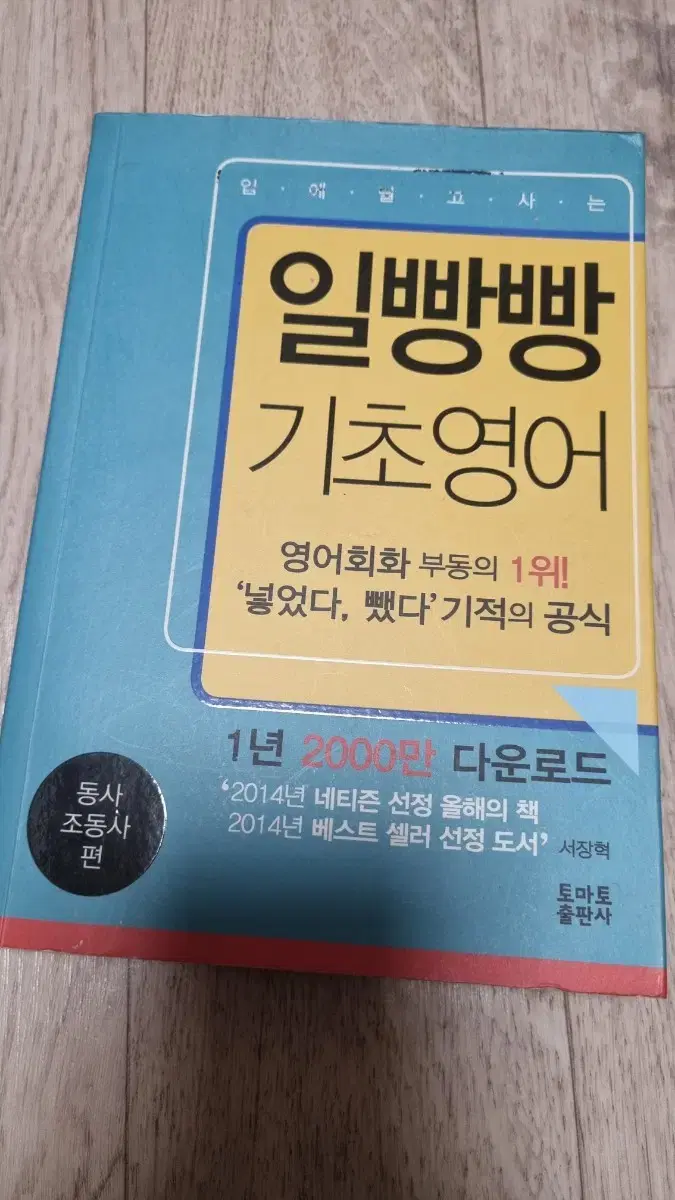 입·에·달·고·사·는
일빵빵
기초영어
영어회화 부동의 1위!
'넣었다, 뺐다' 기적의 공식
1년 2000만 다운로드
'2014년 네티즌 선정 올해의 책
2014년 베스트 셀러 선정 도서'
서장혁
토마토
출판사
동사,
조동사
편